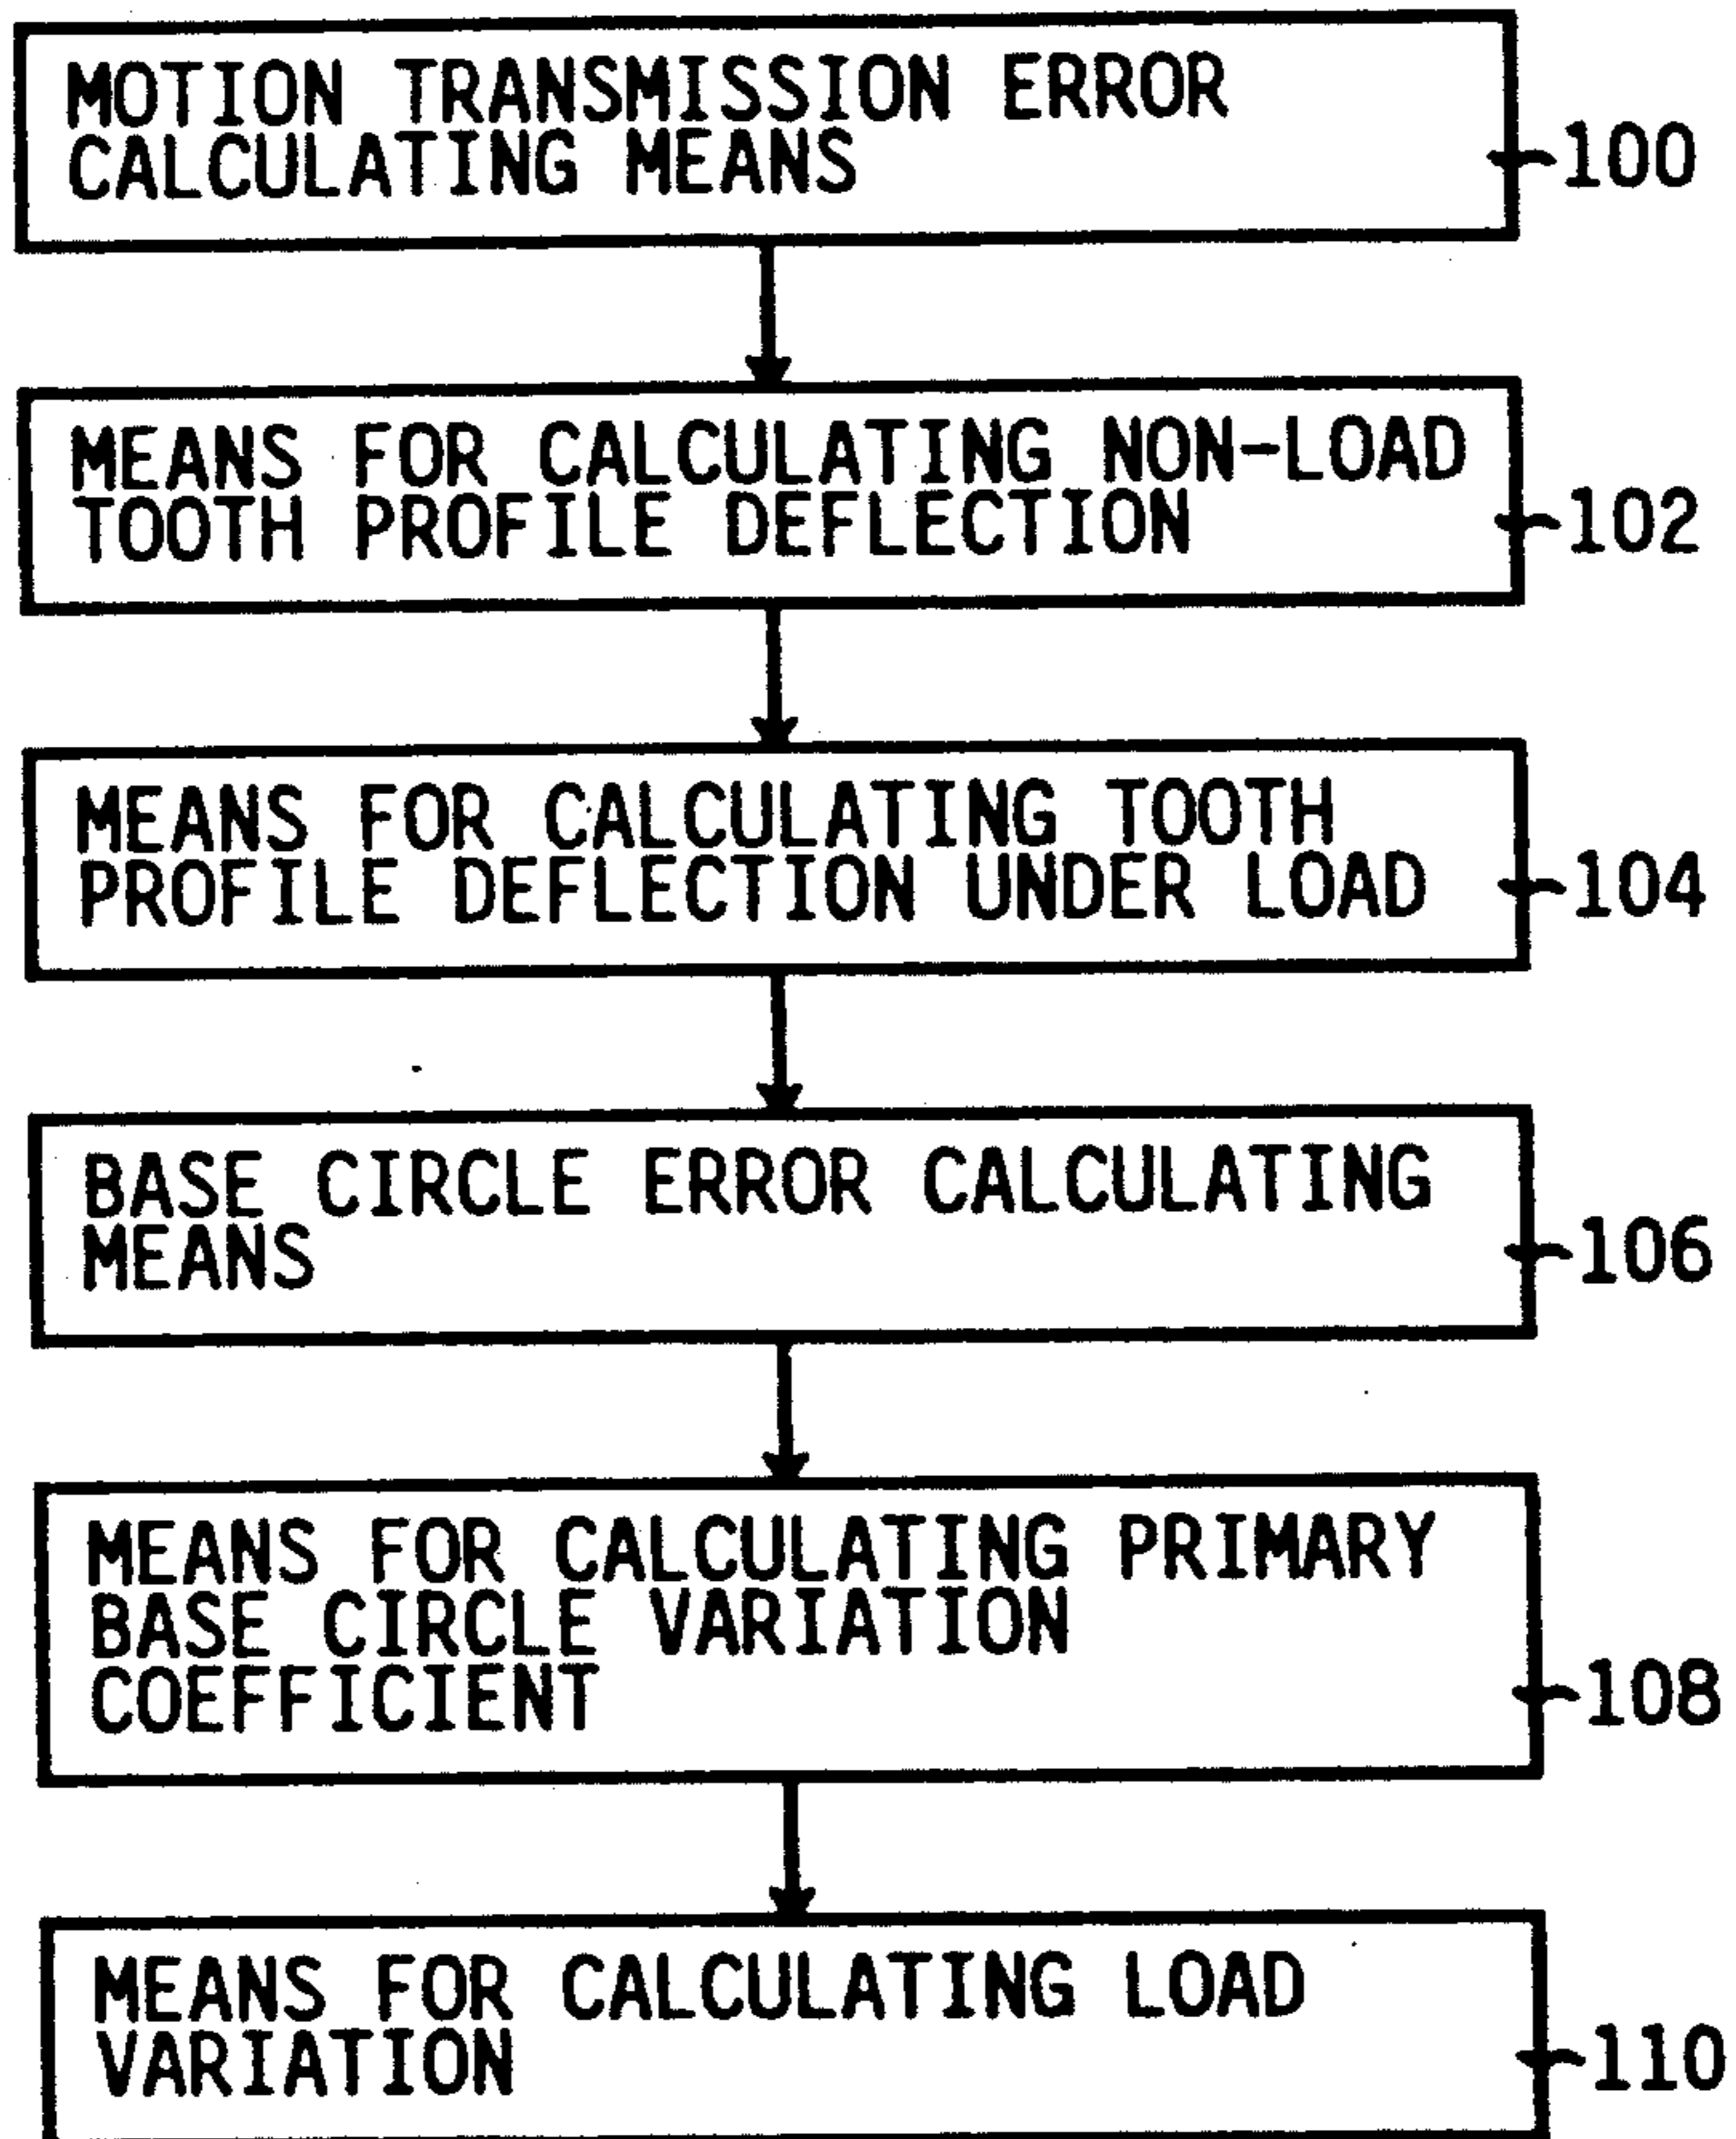 MOTION TRANSMISSION ERROR
CALCULATING MEANS
100
MEANS FOR CALCULATING NON-LOAD
TOOTH PROFILE DEFLECTION
102
MEANS FOR CALCULATING TOOTH
PROFILE DEFLECTION UNDER LOAD
104
BASE CIRCLE ERROR CALCULATING
MEANS
106
MEANS FOR CALCULATING PRIMARY
BASE CIRCLE VARIATION
COEFFICIENT
108
MEANS FOR CALCULATING LOAD
VARIATION
110